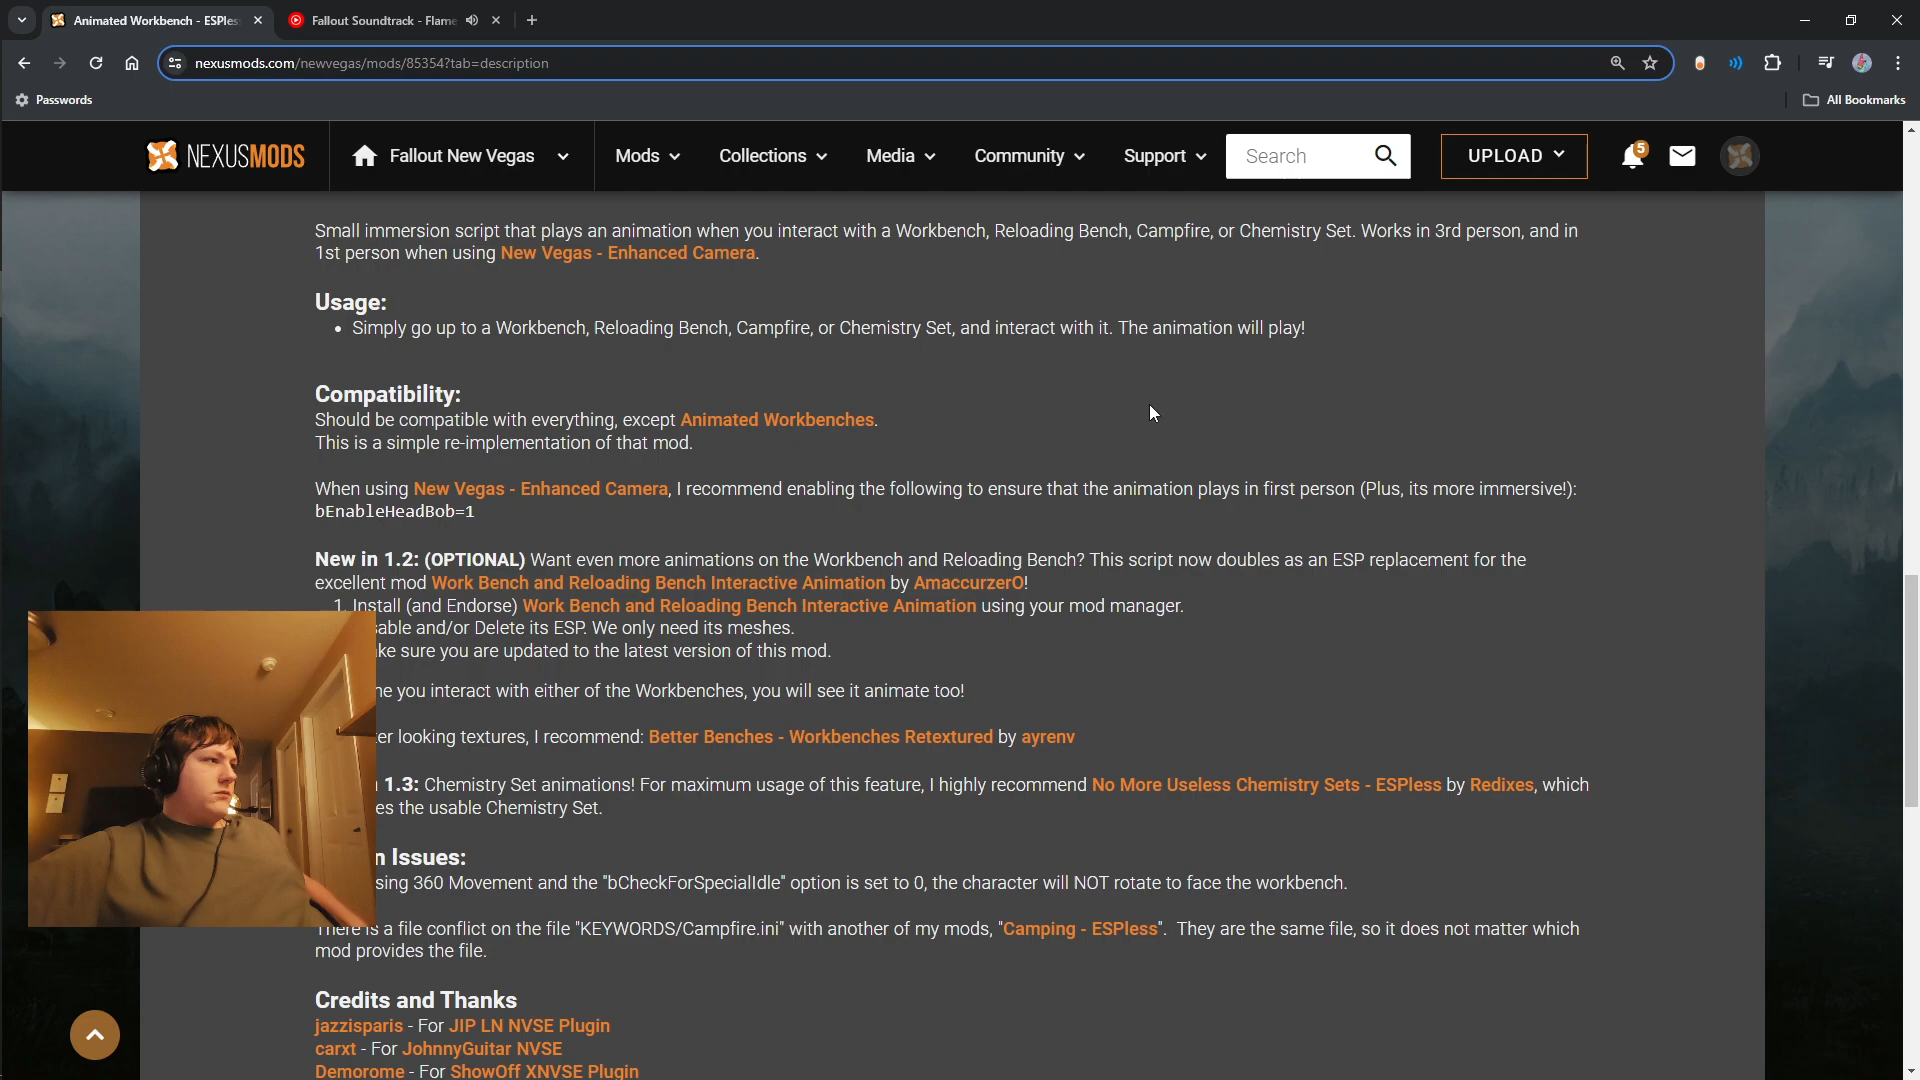 Animated Workbench - ESPles
Fallout Soundtrack - Flame
nexusmods.com/newvegas/mods/85354?tab=description
Passwords
All Bookmarks
NEXUSMODS
Fallout New Vegas
Mods
Collections
Media
Community
Support
Search
UPLOAD
5
Small immersion script that plays an animation when you interact with a Workbench, Reloading Bench, Campfire, or Chemistry Set. Works in 3rd person, and in
1st person when using New Vegas - Enhanced Camera.
Usage:
• Simply go up to a Workbench, Reloading Bench, Campfire, or Chemistry Set, and interact with it. The animation will play!
Compatibility:
Should be compatible with everything, except Animated Workbenches.
This is a simple re-implementation of that mod.
When using New Vegas - Enhanced Camera, I recommend enabling the following to ensure that the animation plays in first person (Plus, its more immersive!):
bEnableHeadBob=1
New in 1.2: (OPTIONAL) Want even more animations on the Workbench and Reloading Bench? This script now doubles as an ESP replacement for the
excellent mod Work Bench and Reloading Bench Interactive Animation by AmaccurzerO!
1. Install (and Endorse) Work Bench and Reloading Bench Interactive Animation using your mod manager.
sable and/or Delete its ESP. We only need its meshes.
ke sure you are updated to the latest version of this mod.
ne you interact with either of the Workbenches, you will see it animate too!
er looking textures, I recommend: Better Benches - Workbenches Retextured by ayrenv
1.3: Chemistry Set animations! For maximum usage of this feature, I highly recommend No More Useless Chemistry Sets - ESPless by Redixes, which
es the usable Chemistry Set.
n Issues:
sing 360 Movement and the "bCheckForSpecialIdle" option is set to 0, the character will NOT rotate to face the workbench.
There is a file conflict on the file "KEYWORDS/Campfire.ini" with another of my mods, "Camping - ESPless". They are the same file, so it does not matter which
mod provides the file.
Credits and Thanks
jazzisparis - For JIP LN NVSE Plugin
carxt - For JohnnyGuitar NVSE
Demorome - For ShowOff XNVSE Plugin